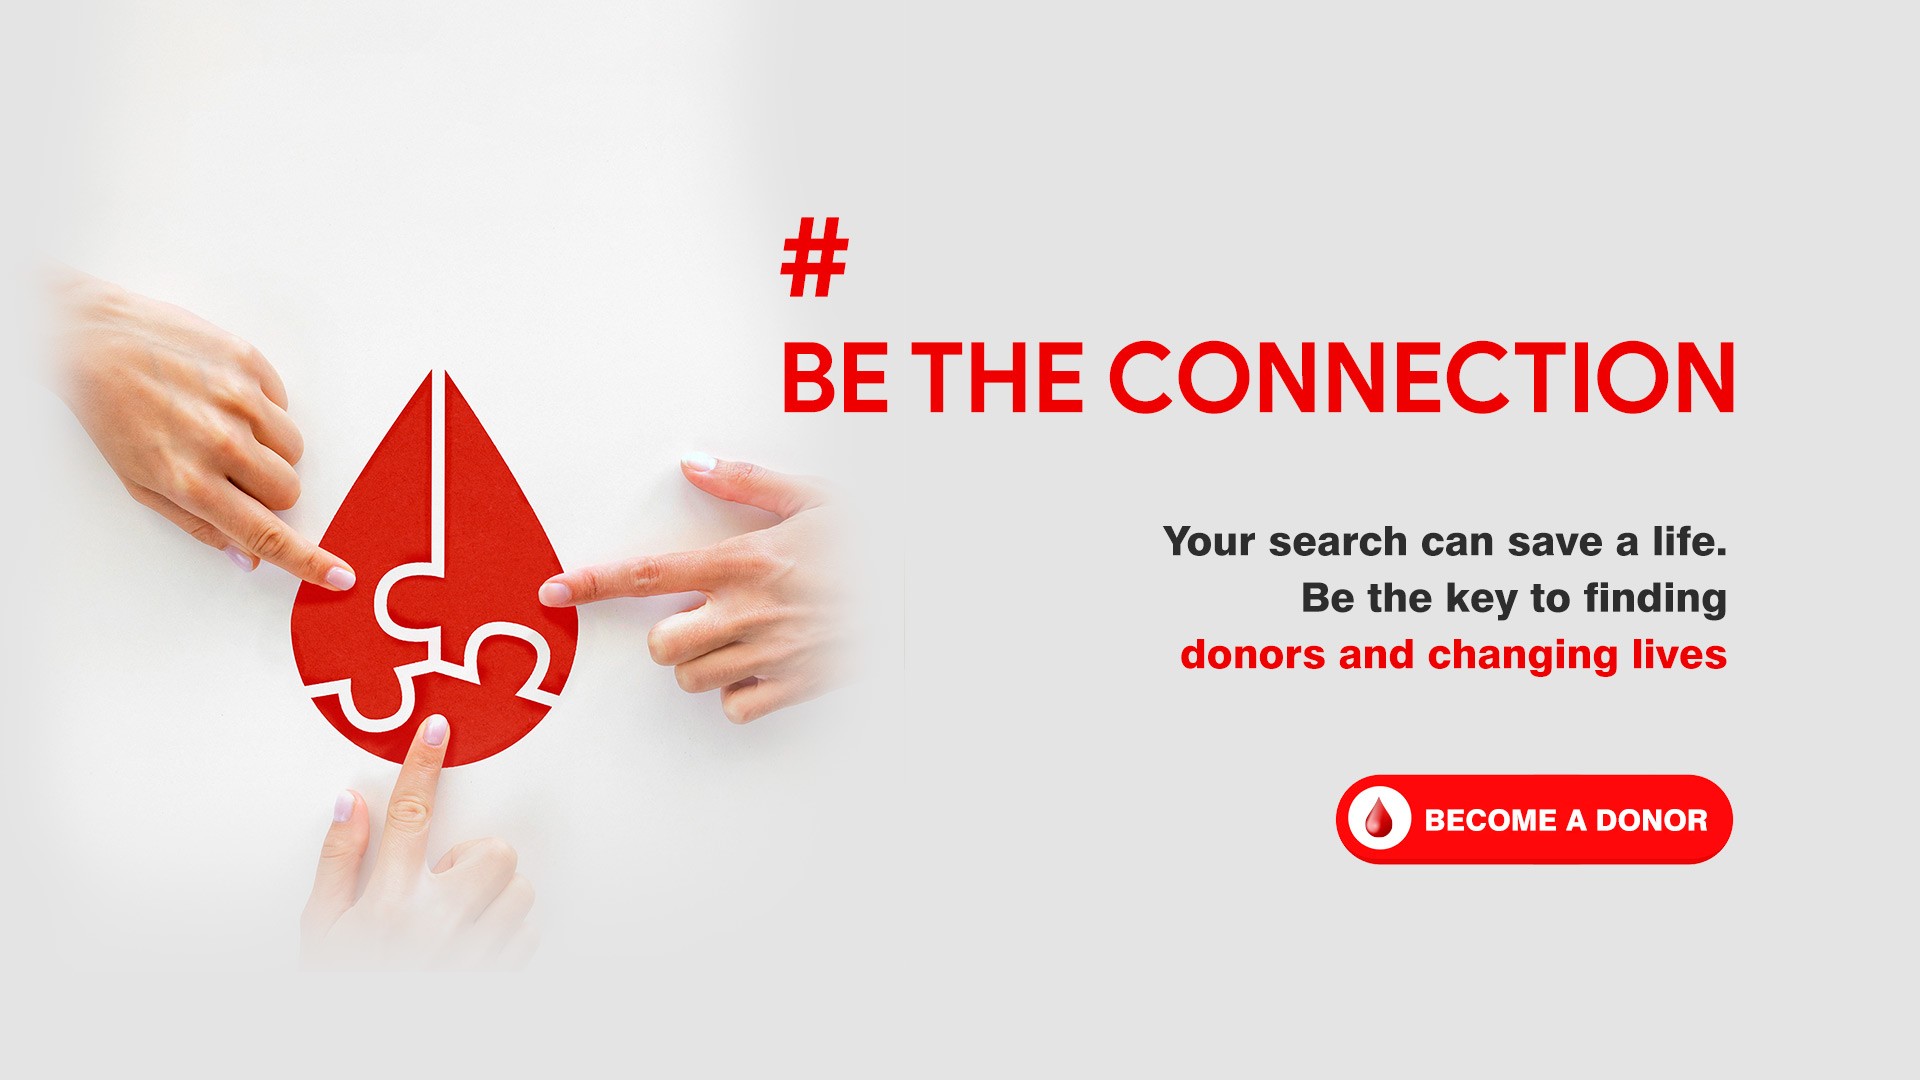 #
BE THE CONNECTION
Your search can save a life.
Be the key to finding
donors and changing lives
BECOME A DONOR